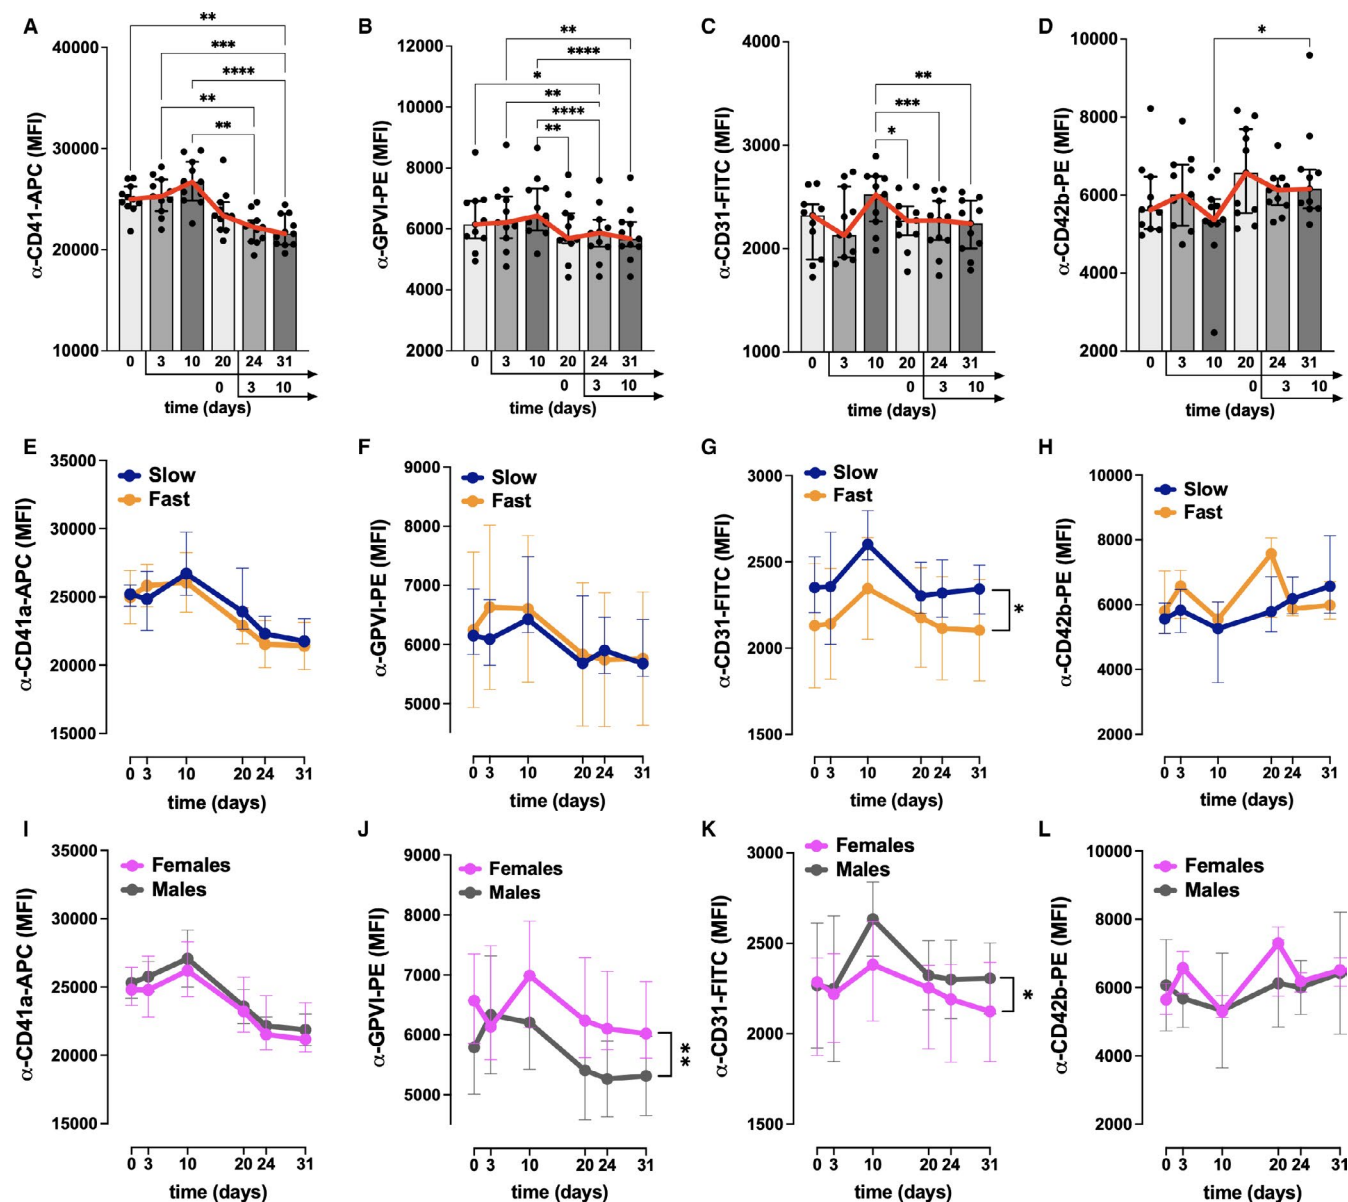 A
α-CD41-APC (MFI)
40000
30000
20000
10000
**
***
****
**
**
0 3 10 20 24 31
0 3 10
time (days)
B
α-GPVI-PE (MFI)
12000
10000
8000
6000
4000
2000
**
****
*
**
****
**
0 3 10 20 24 31
0 3 10
time (days)
C
α-CD31-FITC (MFI)
4000
3000
2000
1000
**
***
*
0 3 10 20 24 31
0 3 10
time (days)
D
α-CD42b-PE (MFI)
10000
8000
6000
4000
2000
*
0 3 10 20 24 31
0 3 10
time (days)
E
α-CD41a-APC (MFI)
35000
30000
25000
20000
15000
Slow
Fast
0 3 10 20 24 31
time (days)
F
α-GPVI-PE (MFI)
9000
8000
7000
6000
5000
Slow
Fast
0 3 10 20 24 31
time (days)
G
α-CD31-FITC (MFI)
3000
2500
2000
1500
Slow
Fast
*
0 3 10 20 24 31
time (days)
H
α-CD42b-PE (MFI)
10000
8000
6000
4000
2000
Slow
Fast
0 3 10 20 24 31
time (days)
I
α-CD41a-APC (MFI)
35000
30000
25000
20000
15000
Females
Males
0 3 10 20 24 31
time (days)
J
α-GPVI-PE (MFI)
9000
8000
7000
6000
5000
Females
Males
**
0 3 10 20 24 31
time (days)
K
α-CD31-FITC (MFI)
3000
2500
2000
1500
Females
Males
*
0 3 10 20 24 31
time (days)
L
α-CD42b-PE (MFI)
10000
8000
6000
4000
2000
Females
Males
0 3 10 20 24 31
time (days)